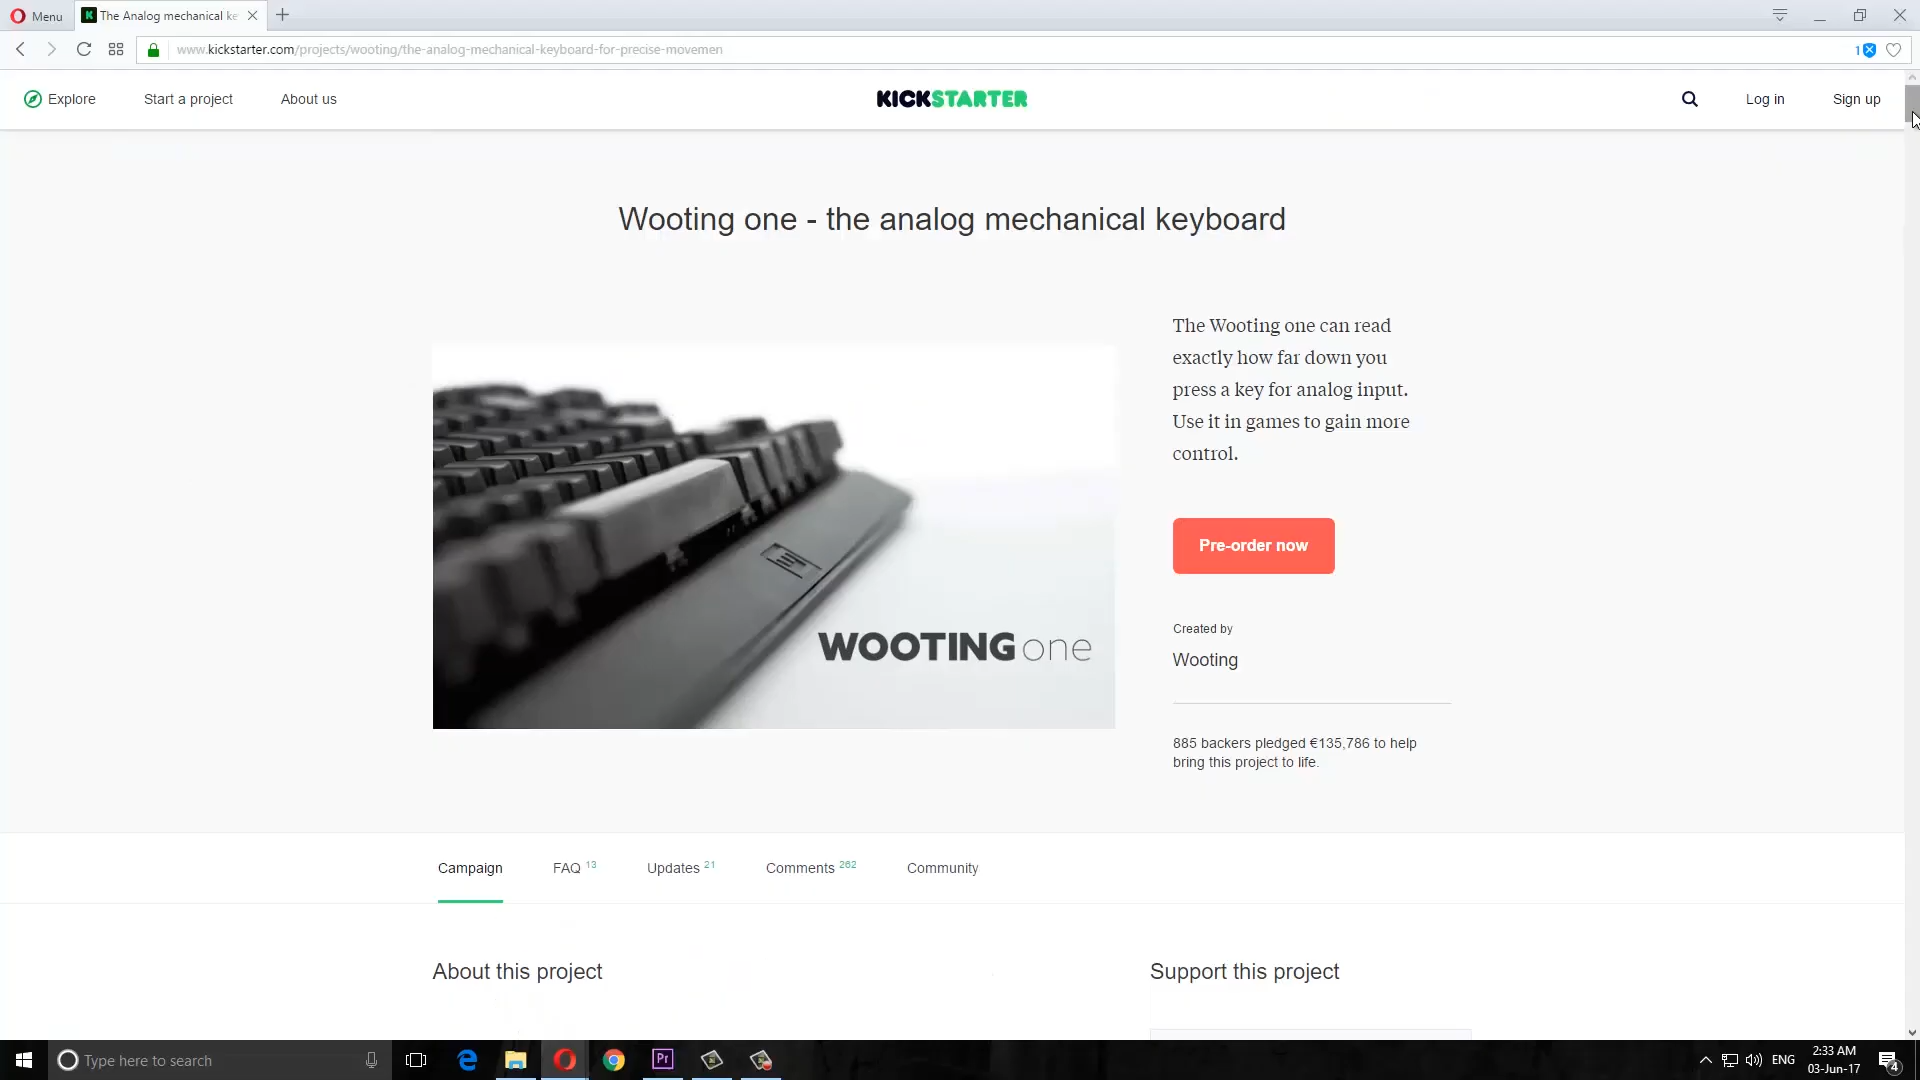 Menu
The Analog mechanical ke
www.kickstarter.com/projects/wooting/the-analog-mechanical-keyboard-for-precise-movemen
1
Explore
Start a project
About us
KICKSTARTER
Log in
Sign up
Wooting one - the analog mechanical keyboard
The Wooting one can read
exactly how far down you
press a key for analog input.
Use it in games to gain more
control.
Pre-order now
WOOTING one
Created by
Wooting
885 backers pledged €135,786 to help
bring this project to life.
Campaign
FAQ 13
Updates 21
Comments 262
Community
About this project
Support this project
Type here to search
Pr
ENG
2:33 AM
03-Jun-17
4